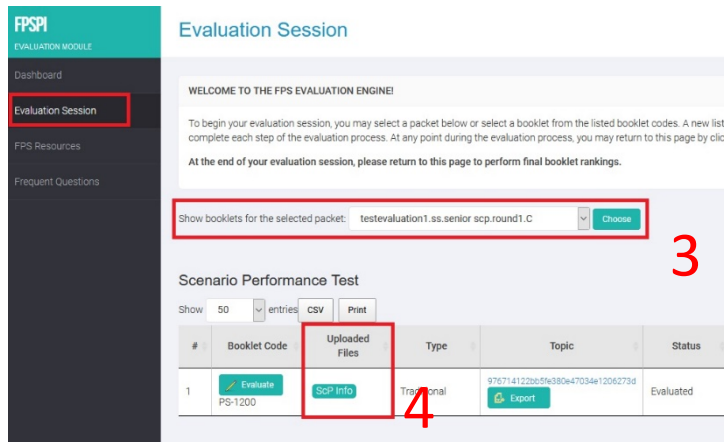 FPSPI
EVALUATION MODULE
Dashboard
Evaluation Session
FPS Resources
Frequent Questions
Evaluation Session
WELCOME TO THE FPS EVALUATION ENGINE!
To begin your evaluation session, you may select a packet below or select a booklet from the listed booklet codes. A new list
complete each step of the evaluation process. At any point during the evaluation process, you may return to this page by clic
At the end of your evaluation session, please return to this page to perform final booklet rankings.
Show booklets for the selected packet: testevaluation1.ss.senior scp.round1.C Choose
3
Scenario Performance Test
Show 50 entries CSV Print
# Booklet Code Uploaded Files Type Topic Status
1 Evaluate PS-1200 ScP Info 976714122bb5fe380e47034e1206273d Export Evaluated
4